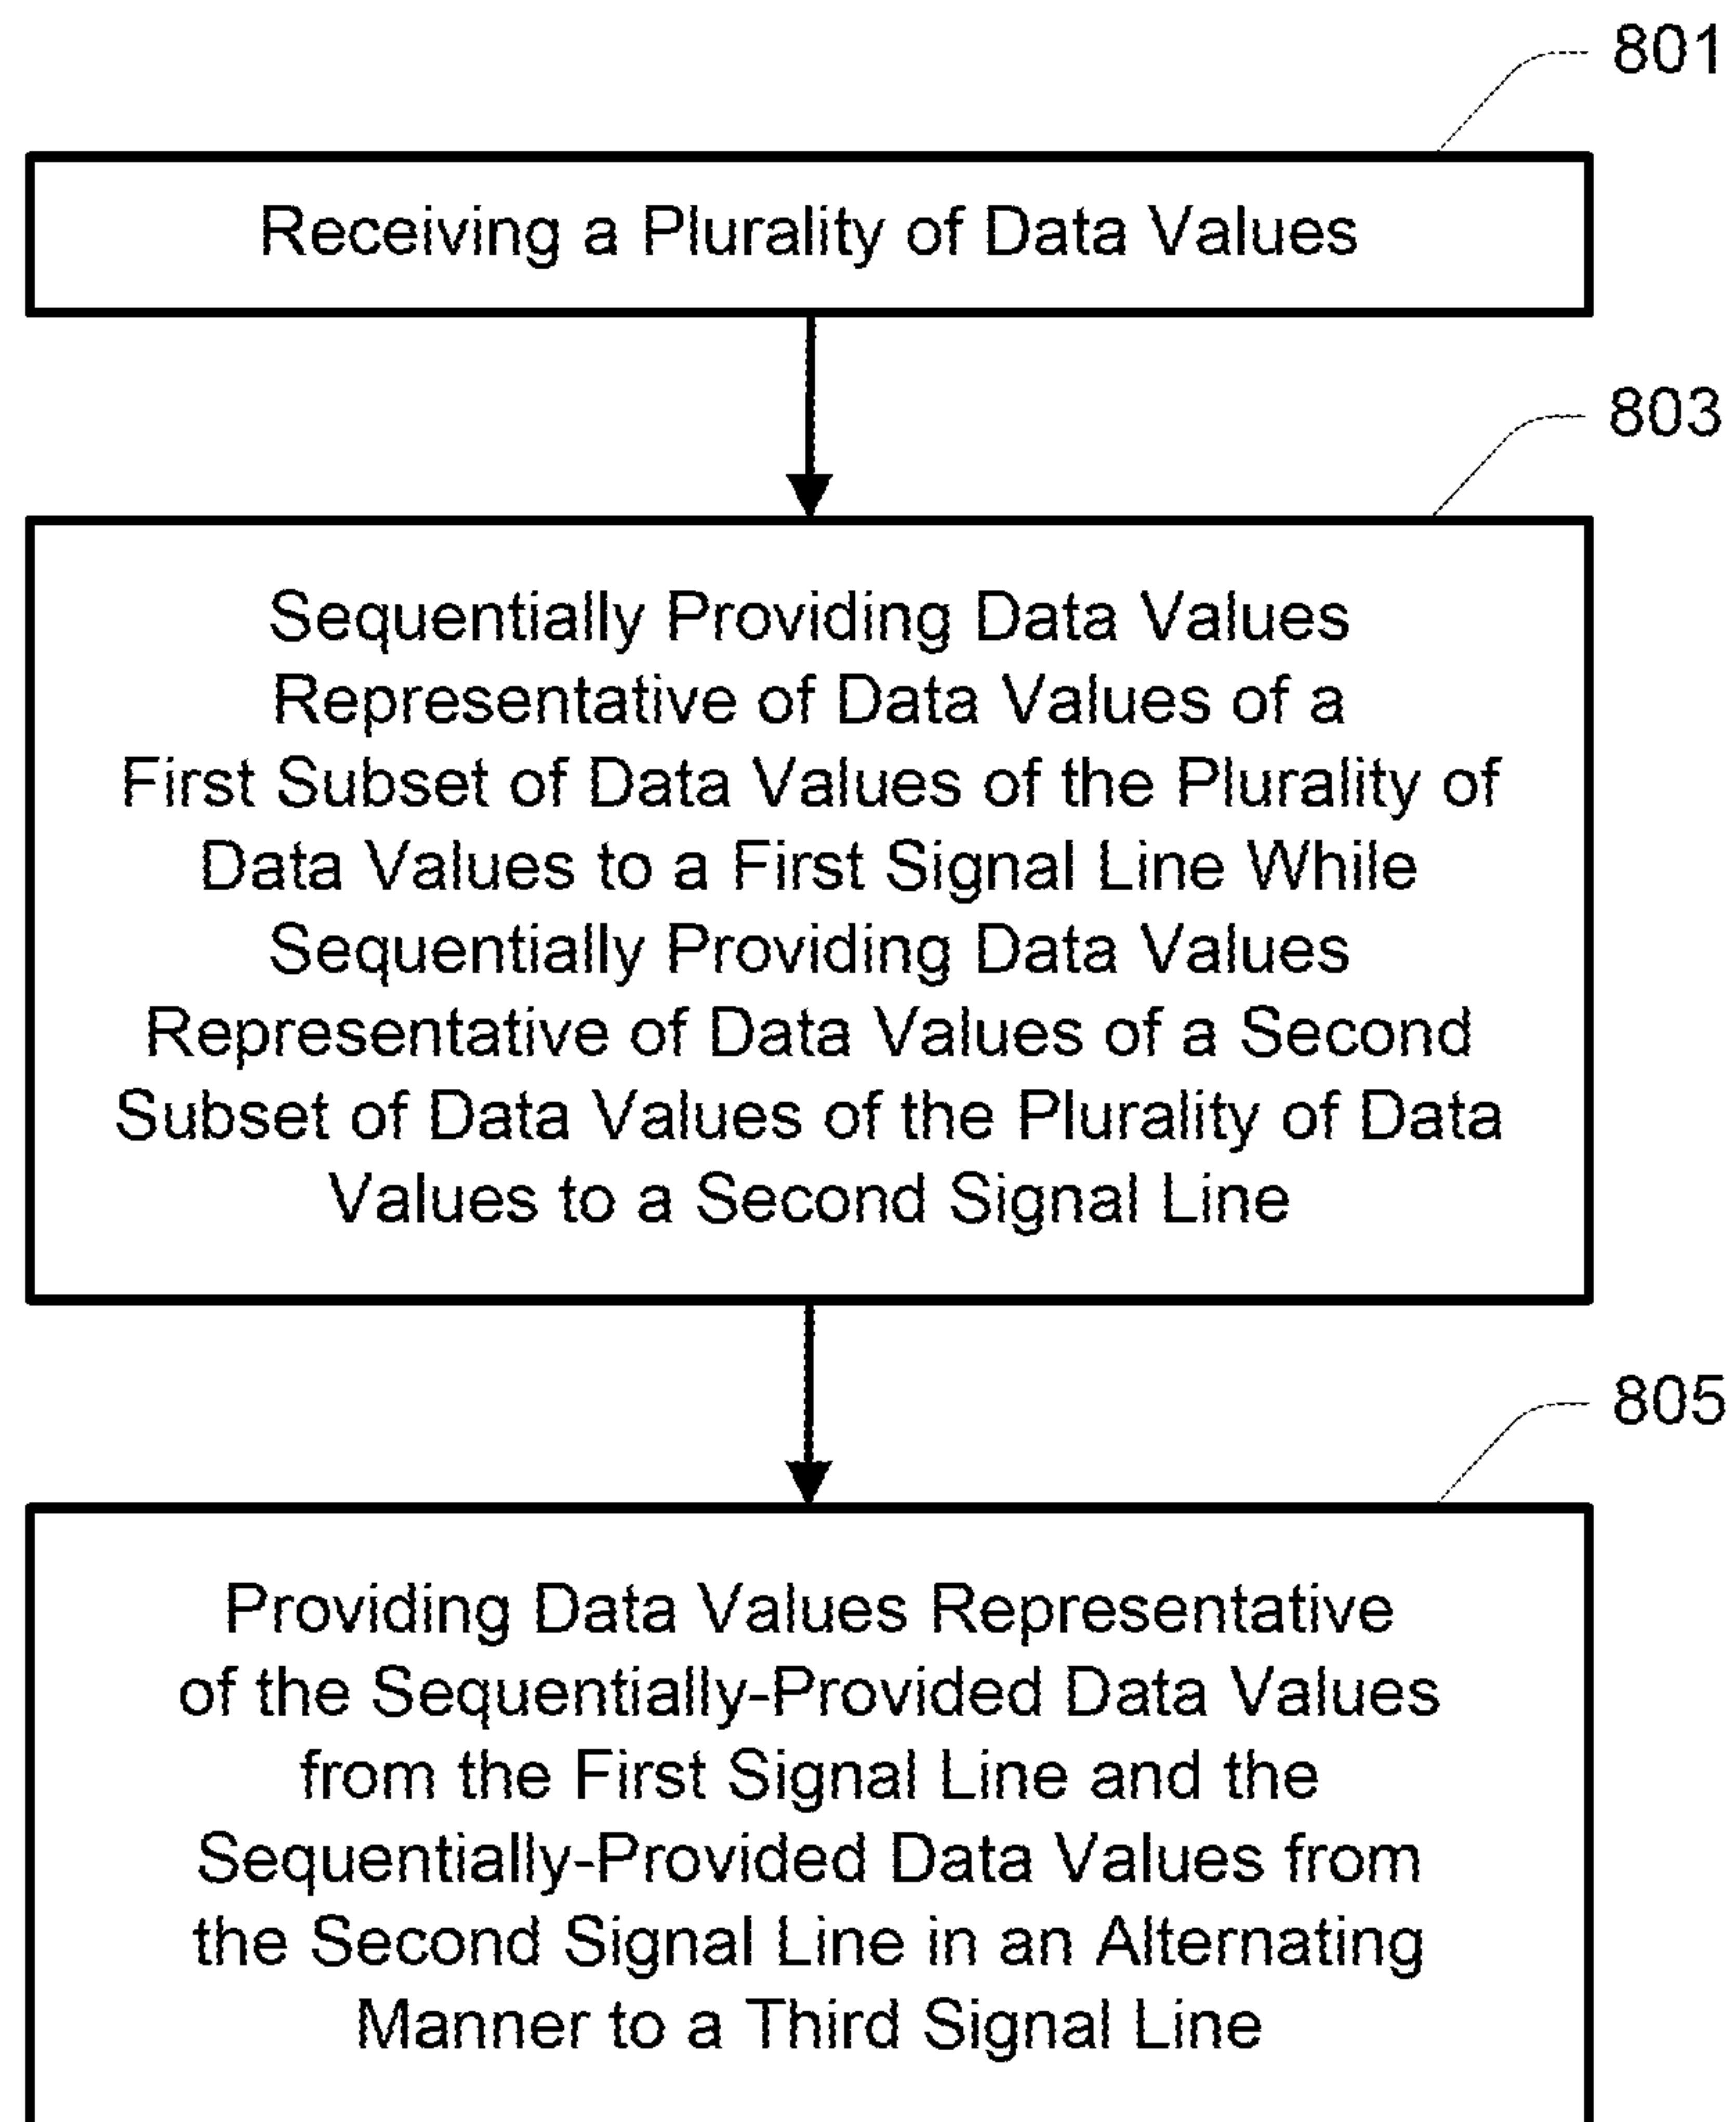 801
Receiving a Plurality of Data Values
803
Sequentially Providing Data Values
Representative of Data Values of a
First Subset of Data Values of the Plurality of
Data Values to a First Signal Line While
Sequentially Providing Data Values
Representative of Data Values of a Second
Subset of Data Values of the Plurality of Data
Values to a Second Signal Line
805
Providing Data Values Representative
of the Sequentially-Provided Data Values
from the First Signal Line and the
Sequentially-Provided Data Values from
the Second Signal Line in an Alternating
Manner to a Third Signal Line